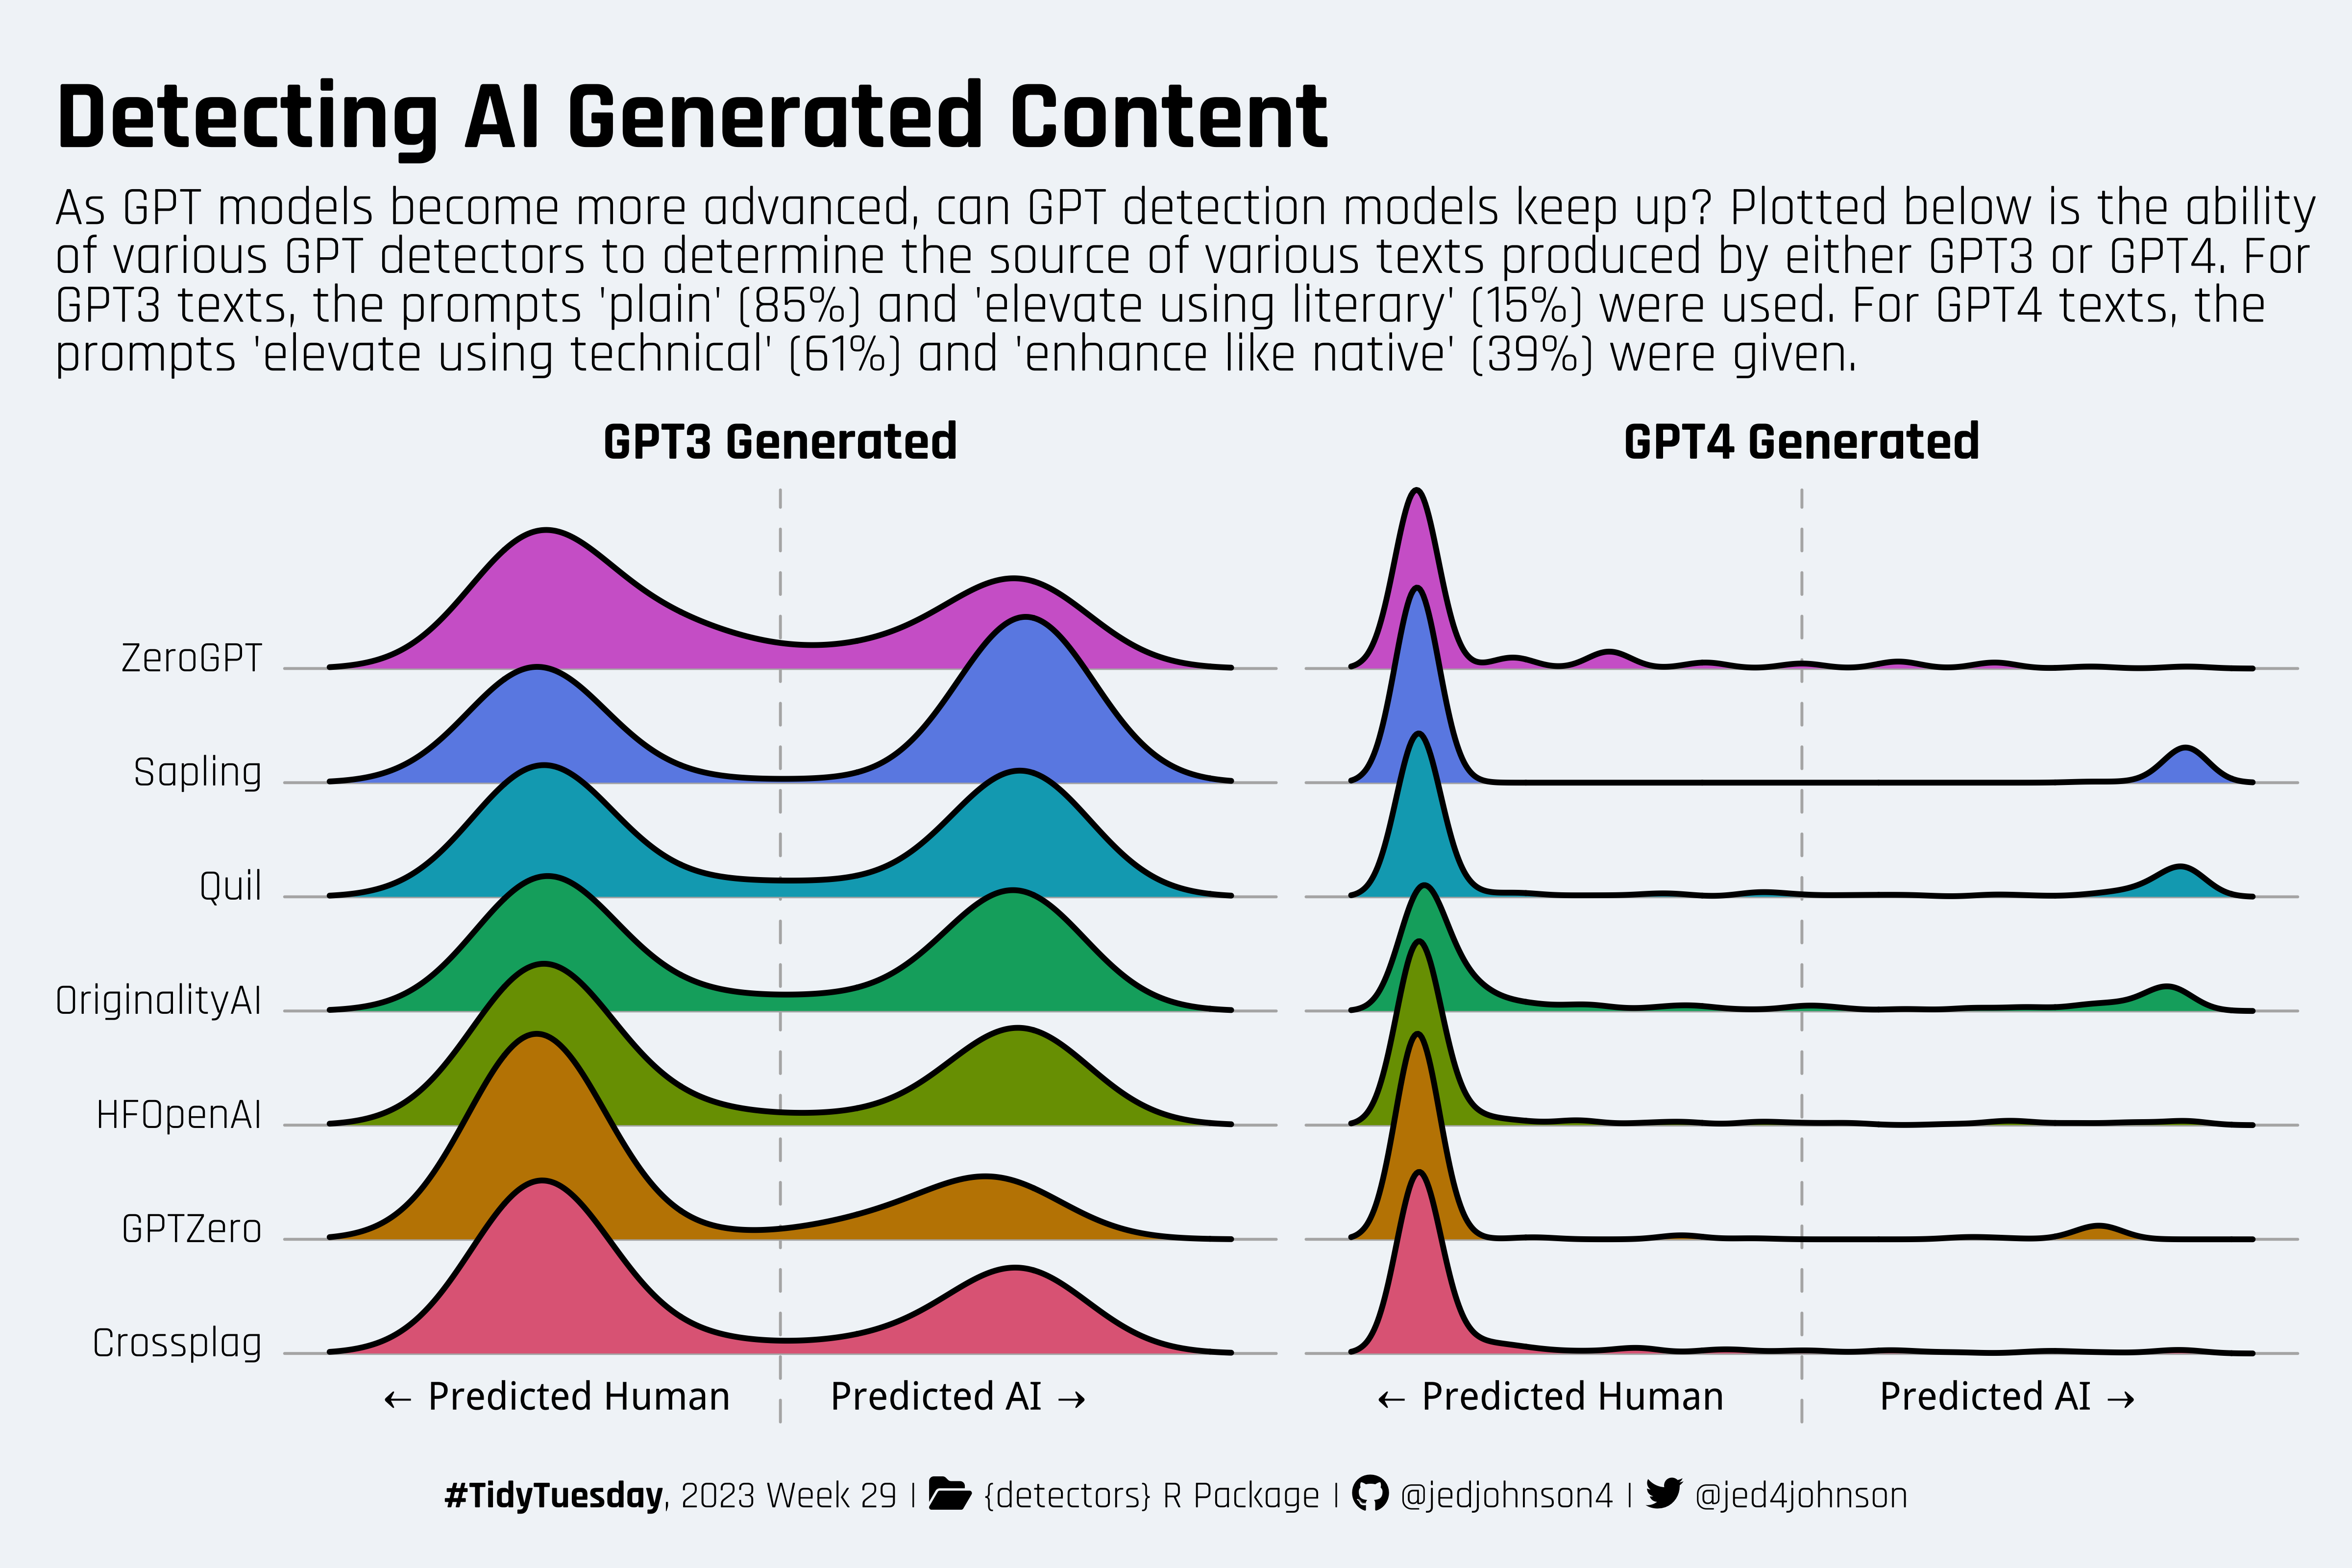 Detecting AI Generated Content
As GPT models become more advanced, can GPT detection models keep up? Plotted below is the ability
of various GPT detectors to determine the source of various texts produced by either GPT3 or GPT4. For
GPT3 texts, the prompts 'plain' (85%) and 'elevate using literary' (15%) were used. For GPT4 texts, the
prompts 'elevate using technical' (61%) and 'enhance like native' (39%) were given.
GPT3 Generated
GPT4 Generated
ZeroGPT
Sapling
Quil
OriginalityAI
HFOpenAI
GPTZero
Crossplag
← Predicted Human
Predicted AI →
← Predicted Human
Predicted AI →
#TidyTuesday, 2023 Week 29 | {detectors} R Package | @jedjohnson4 | @jed4johnson